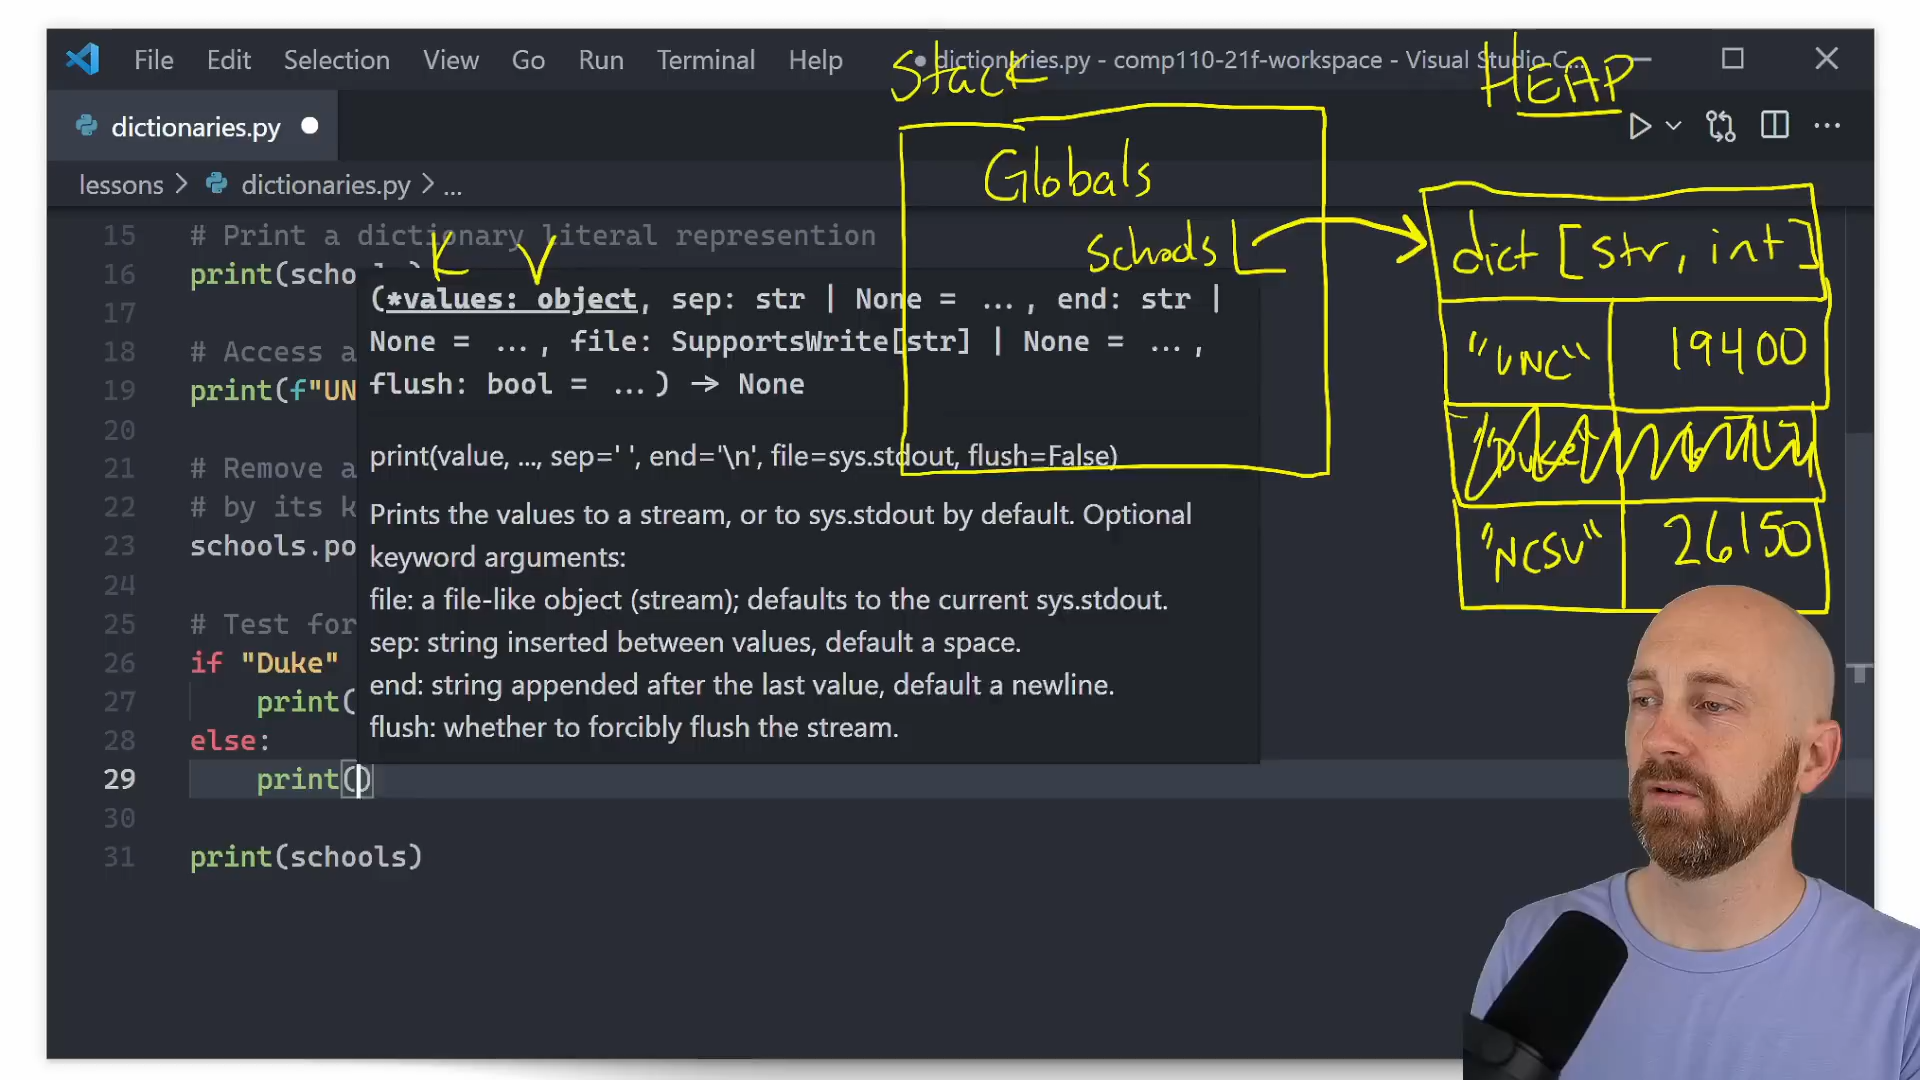 File Edit Selection View Go Run Terminal Help
● dictionaries.py - comp110-21f-workspace - Visual Studio C...
Stack
HEAP
dictionaries.py
lessons > dictionaries.py > ...
Globals
schools
dict [str, int]
"UNC" 19400
"Duke"
"NCSU" 26150
K V
15 # Print a dictionary literal represention
16 print(schools)
17
18 # Access a
19 print(f"UN
20
21 # Remove a
22 # by its k
23 schools.po
24
25 # Test for
26 if "Duke"
27 print(
28 else:
29 print()
30
31 print(schools)
(*values: object, sep: str | None = ..., end: str |
None = ..., file: SupportsWrite[str] | None = ...,
flush: bool = ...) -> None
print(value, ..., sep=' ', end='\n', file=sys.stdout, flush=False)
Prints the values to a stream, or to sys.stdout by default. Optional
keyword arguments:
file: a file-like object (stream); defaults to the current sys.stdout.
sep: string inserted between values, default a space.
end: string appended after the last value, default a newline.
flush: whether to forcibly flush the stream.